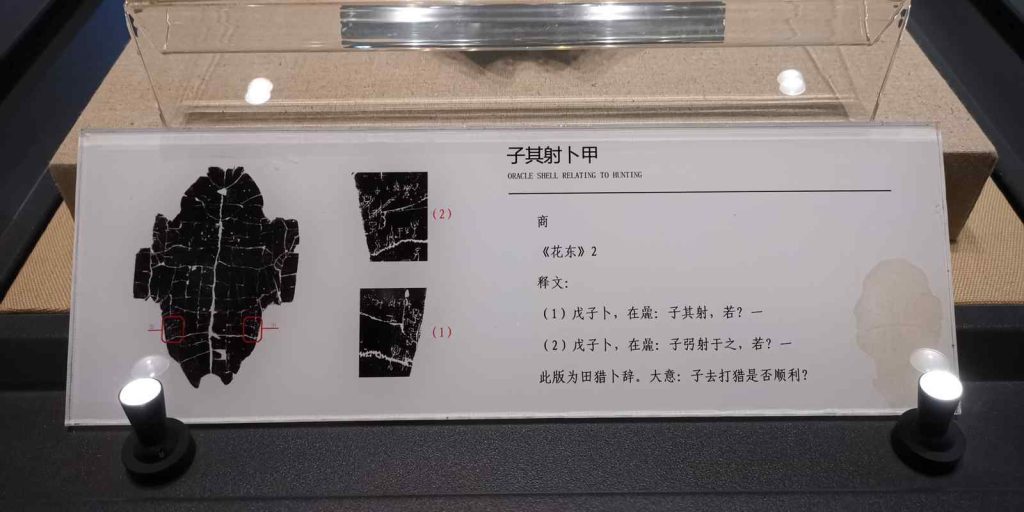 子其射卜甲
ORACLE SHELL RELATING TO HUNTING
商
《花东》2
释文:
(1)戊子卜,在麄:子其射,若?一
(2)戊子卜,在麄:子弜射于之,若?一
此版为田猎卜辞。大意:子去打猎是否顺利?
(2)
(1)